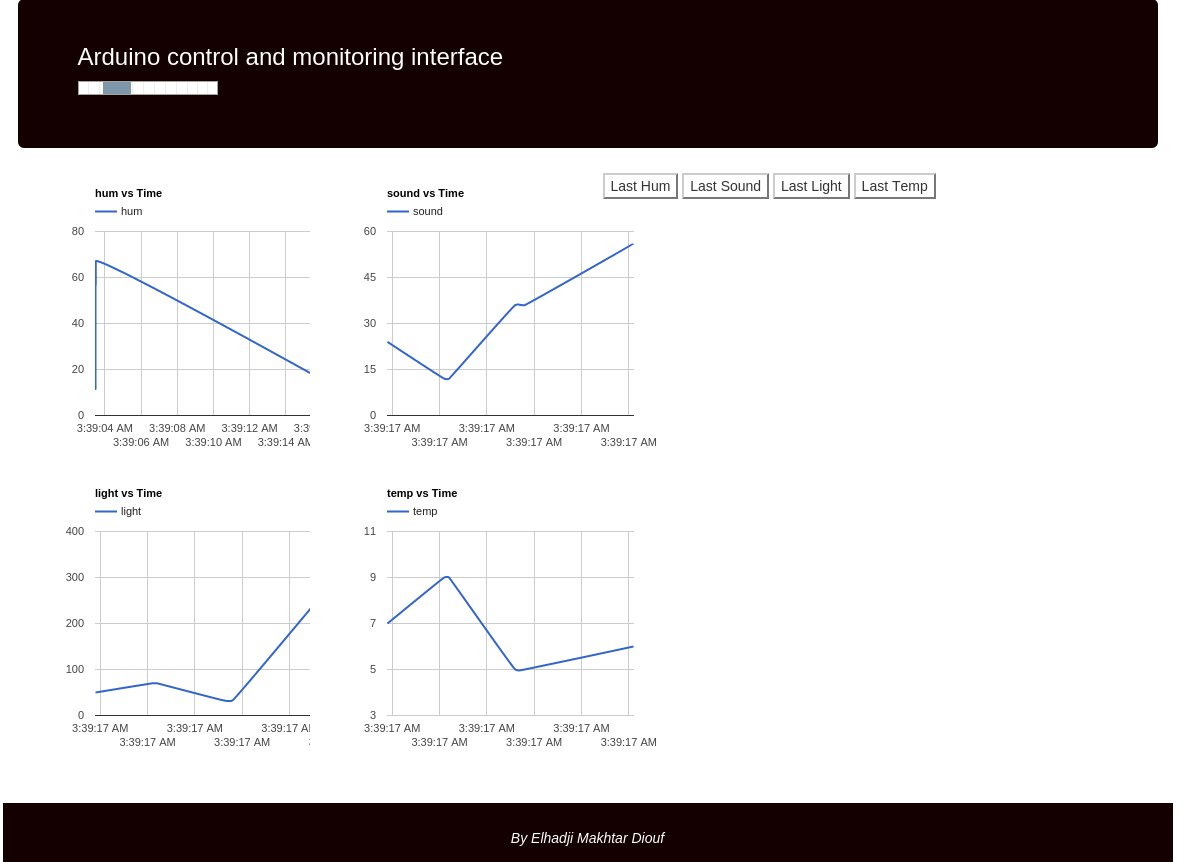 Arduino control and monitoring interface
Last Hum Last Sound Last Light Last Temp
hum vs Time
hum
80
60
40
20
0
3:39:04 AM 3:39:08 AM 3:39:12 AM 3:39
3:39:06 AM 3:39:10 AM 3:39:14 AM
sound vs Time
sound
60
45
30
15
0
3:39:17 AM 3:39:17 AM 3:39:17 AM
3:39:17 AM 3:39:17 AM 3:39:17 AM
light vs Time
light
400
300
200
100
0
3:39:17 AM 3:39:17 AM 3:39:17 AM
3:39:17 AM 3:39:17 AM
temp vs Time
temp
11
9
7
5
3
3:39:17 AM 3:39:17 AM 3:39:17 AM
3:39:17 AM 3:39:17 AM 3:39:17 AM
By Elhadji Makhtar Diouf